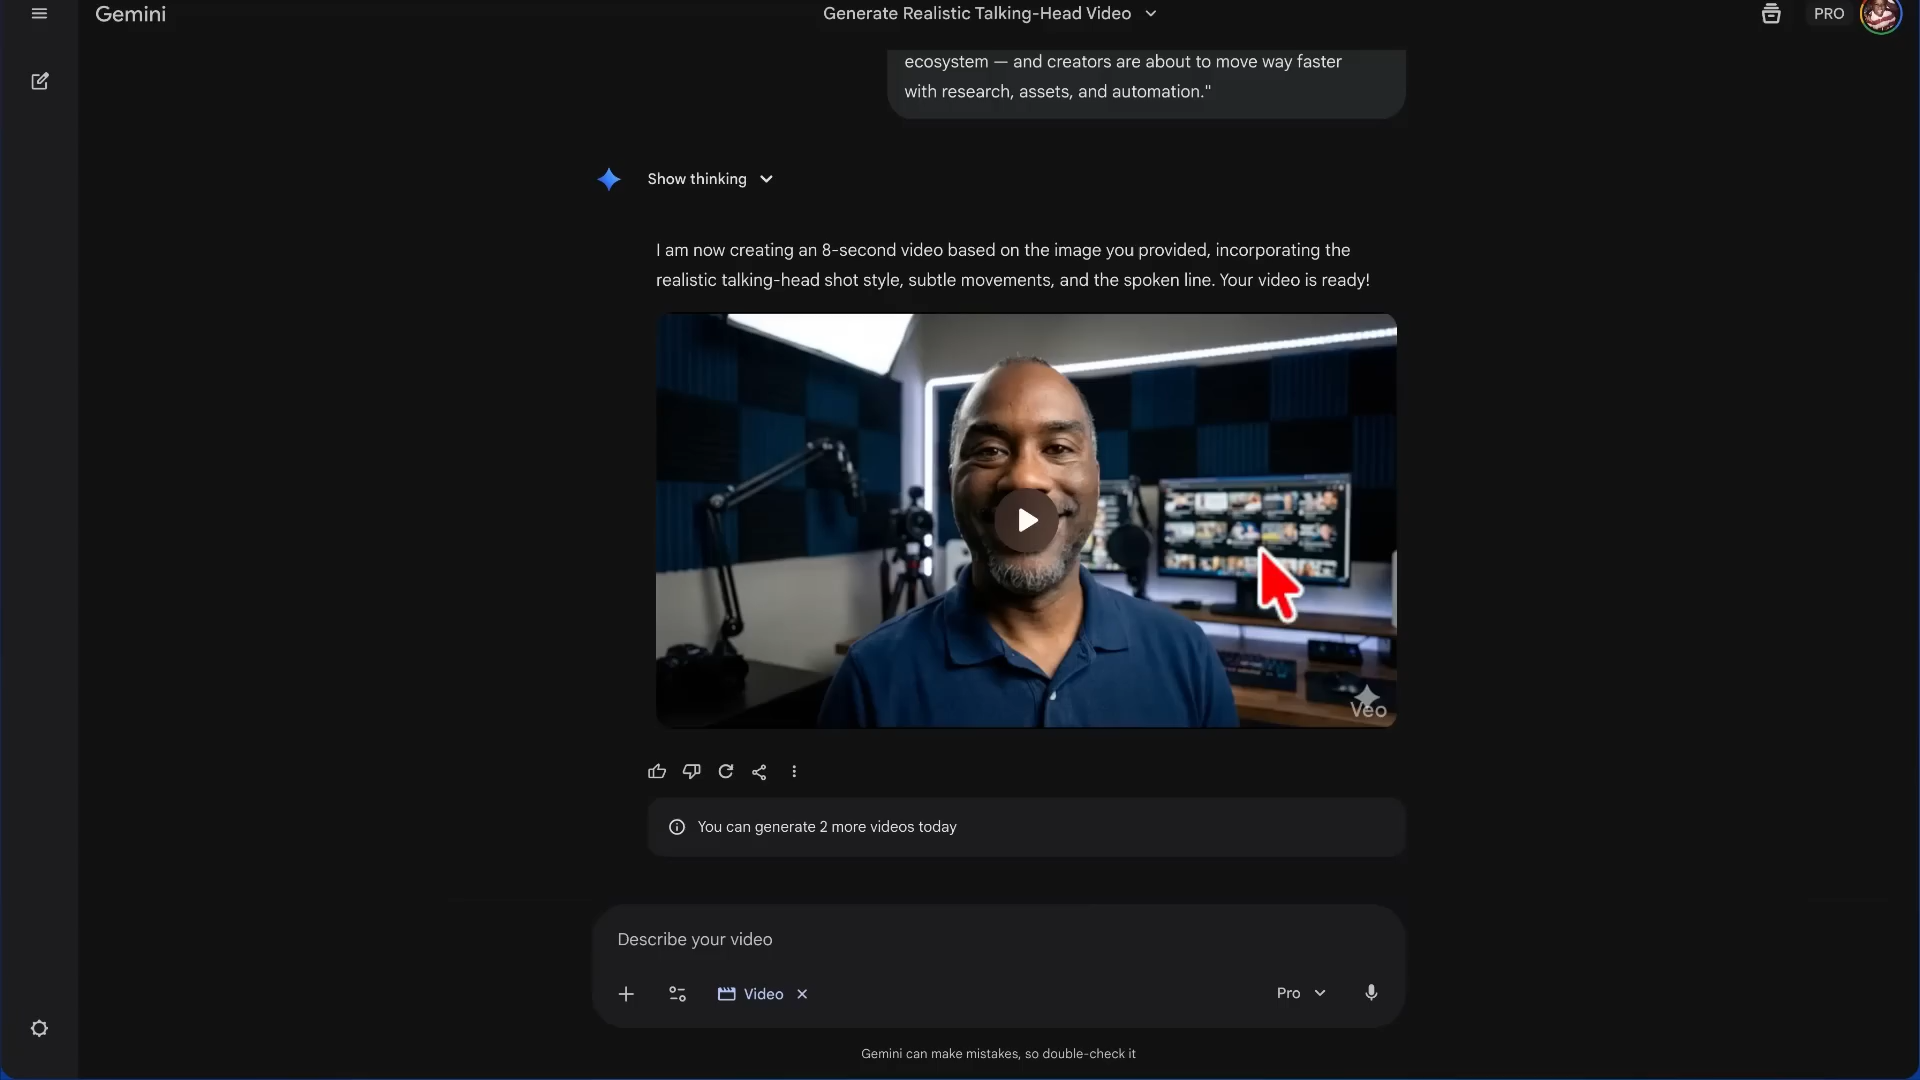 Gemini
Generate Realistic Talking-Head Video
PRO
ecosystem — and creators are about to move way faster
with research, assets, and automation."
Show thinking
I am now creating an 8-second video based on the image you provided, incorporating the
realistic talking-head shot style, subtle movements, and the spoken line. Your video is ready!
Veo
You can generate 2 more videos today
Describe your video
Video
Pro
Gemini can make mistakes, so double-check it